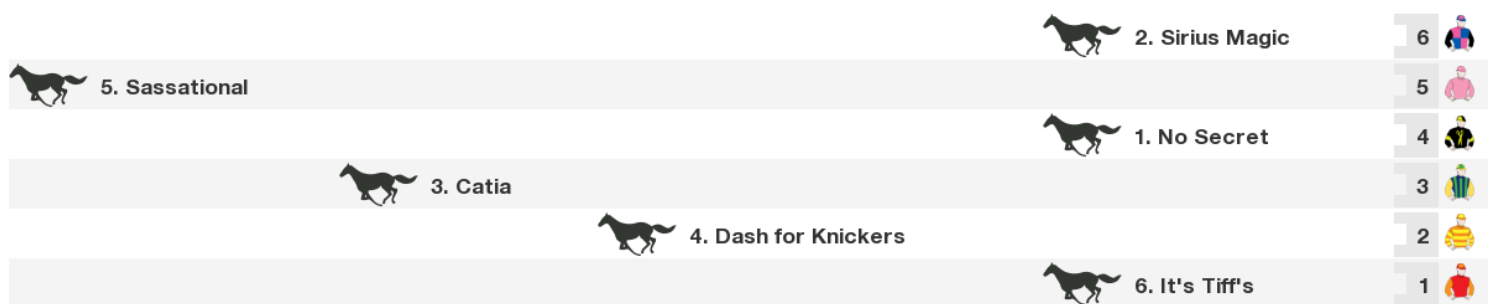 2. Sirius Magic 6
5. Sassational 5
1. No Secret 4
3. Catia 3
4. Dash for Knickers 2
6. It's Tiff's 1